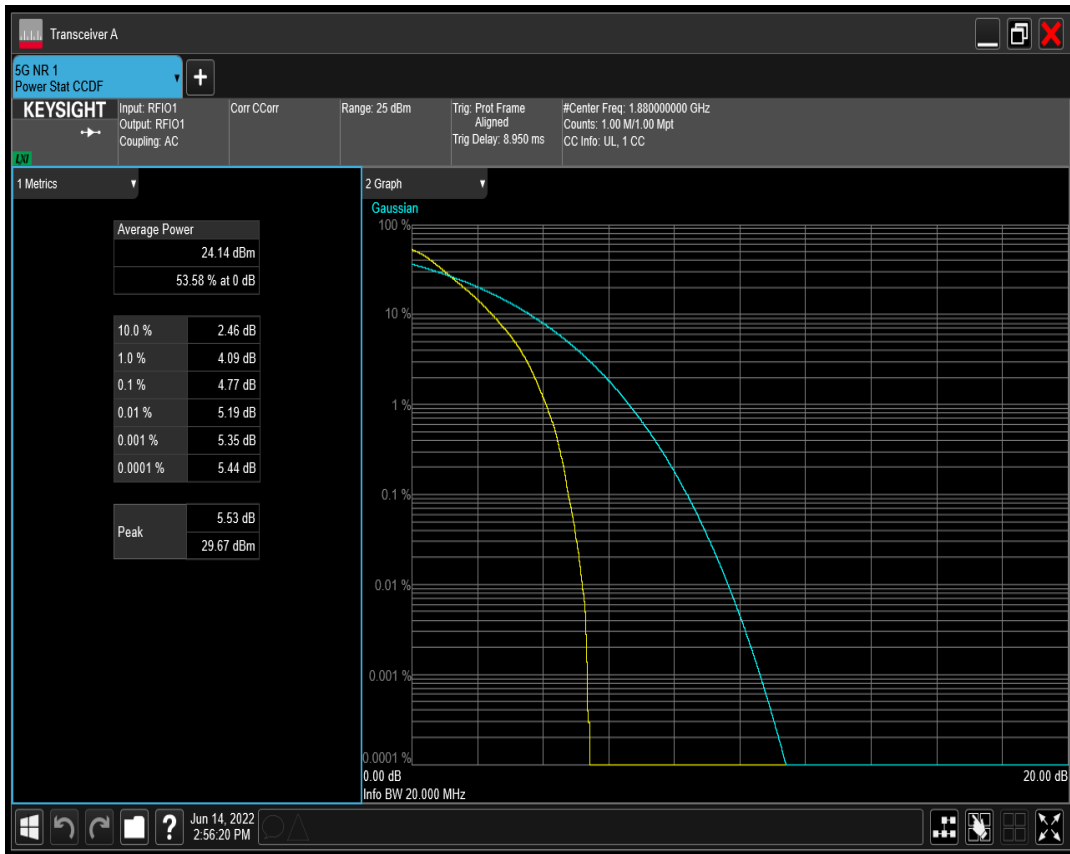 Transceiver A
5G NR 1
Power Stat CCDF
+
KEYSIGHT
LXI
Input: RFIO1
Output: RFIO1
Coupling: AC
Corr CCorr
Range: 25 dBm
Trig: Prot Frame
Aligned
Trig Delay: 8.950 ms
#Center Freq: 1.880000000 GHz
Counts: 1.00 M/1.00 Mpt
CC Info: UL, 1 CC
1 Metrics
Average Power
24.14 dBm
53.58 % at 0 dB
10.0 % 2.46 dB
1.0 % 4.09 dB
0.1 % 4.77 dB
0.01 % 5.19 dB
0.001 % 5.35 dB
0.0001 % 5.44 dB
Peak
5.53 dB
29.67 dBm
2 Graph
Gaussian
100 %
10 %
1 %
0.1 %
0.01 %
0.001 %
0.0001 %
0.00 dB 20.00 dB
Info BW 20.000 MHz
?
Jun 14, 2022
2:56:20 PM